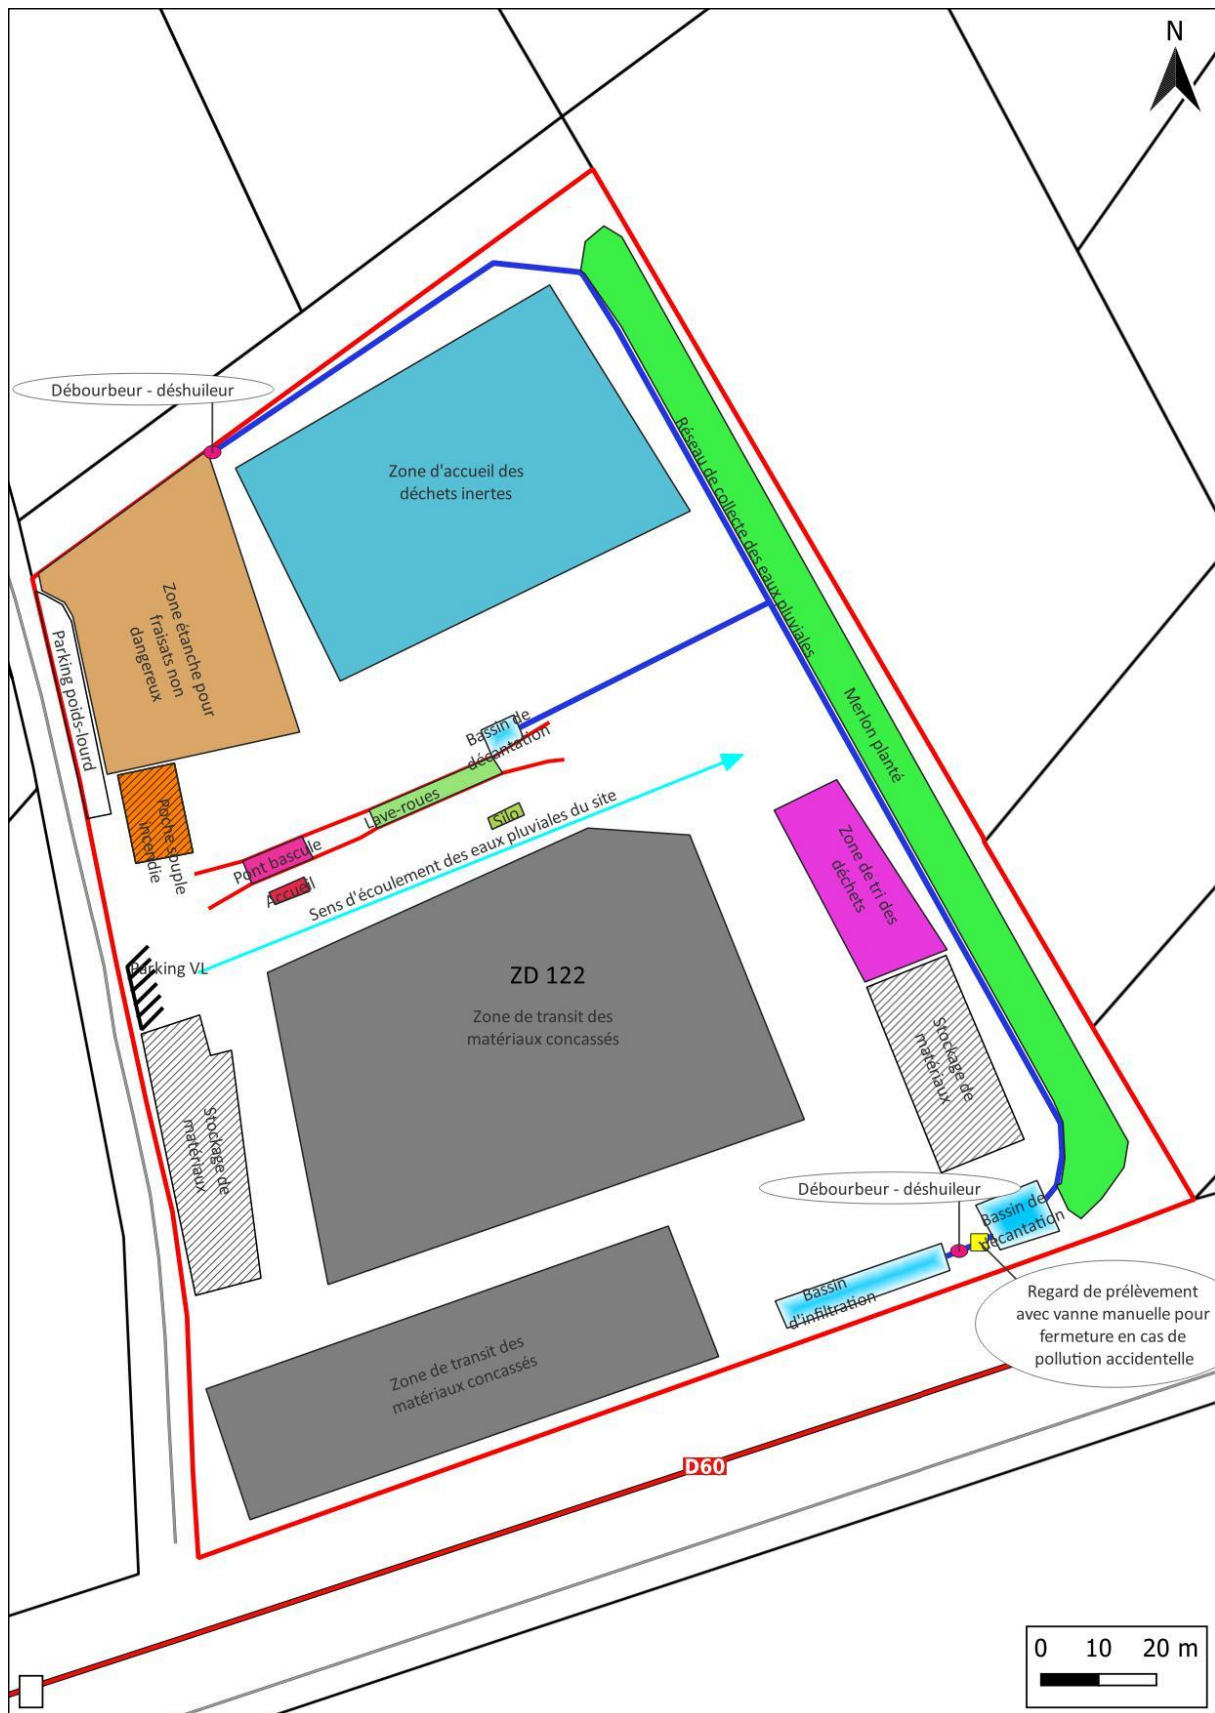 N
Débourbeur - déshuileur
Zone d'accueil des
déchets inertes
Réseau de collecte des eaux pluviales
Zone étanche pour
fraisats non
dangereux
Parking poids-lourd
Merlon planté
Bassin de
décantation
Lave-roues
Silo
Poche souple
incendie
Pont bascule
Accueil
Sens d'écoulement des eaux pluviales du site
Zone de tri des
déchets
Parking VL
ZD 122
Zone de transit des
matériaux concassés
Stockage de
matériaux
Stockage de
matériaux
Débourbeur - déshuileur
Bassin de
décantation
Bassin
d'infiltration
Regard de prélèvement
avec vanne manuelle pour
fermeture en cas de
pollution accidentelle
Zone de transit des
matériaux concassés
D60
0 10 20 m